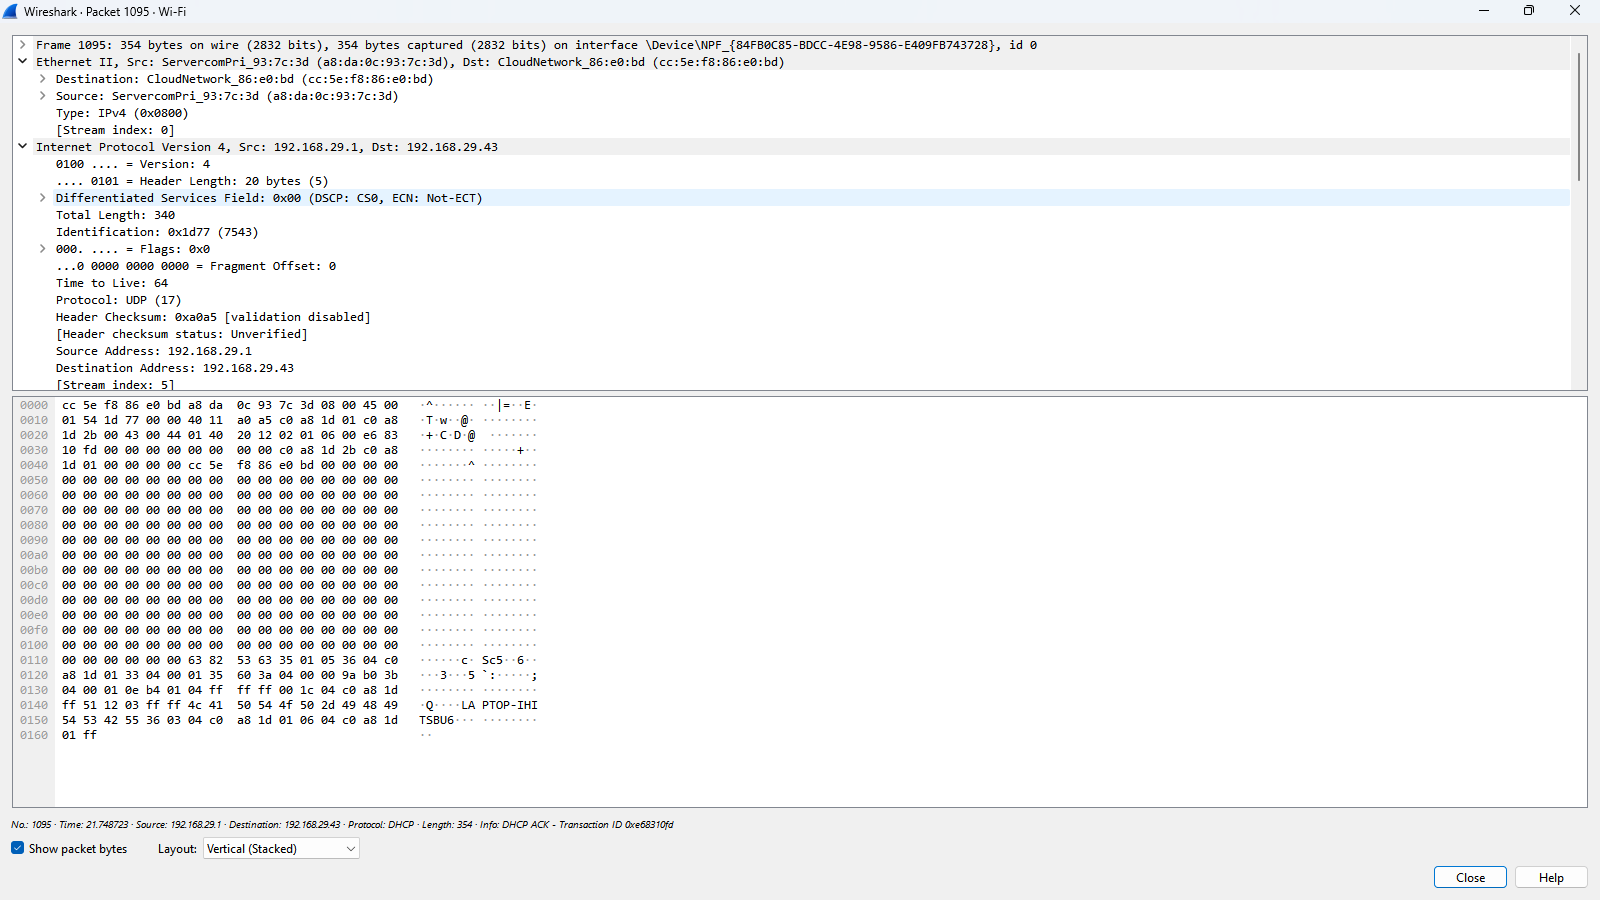 Wireshark · Packet 1095 · Wi-Fi
Frame 1095: 354 bytes on wire (2832 bits), 354 bytes captured (2832 bits) on interface \Device\NPF_{84FB0C85-BDCC-4E98-9586-E409FB743728}, id 0
Ethernet II, Src: ServercomPri_93:7c:3d (a8:da:0c:93:7c:3d), Dst: CloudNetwork_86:e0:bd (cc:5e:f8:86:e0:bd)
Destination: CloudNetwork_86:e0:bd (cc:5e:f8:86:e0:bd)
Source: ServercomPri_93:7c:3d (a8:da:0c:93:7c:3d)
Type: IPv4 (0x0800)
[Stream index: 0]
Internet Protocol Version 4, Src: 192.168.29.1, Dst: 192.168.29.43
0100 .... = Version: 4
.... 0101 = Header Length: 20 bytes (5)
Differentiated Services Field: 0x00 (DSCP: CS0, ECN: Not-ECT)
Total Length: 340
Identification: 0x1d77 (7543)
000. .... = Flags: 0x0
...0 0000 0000 0000 = Fragment Offset: 0
Time to Live: 64
Protocol: UDP (17)
Header Checksum: 0xa0a5 [validation disabled]
[Header checksum status: Unverified]
Source Address: 192.168.29.1
Destination Address: 192.168.29.43
[Stream index: 5]
0000 cc 5e f8 86 e0 bd a8 da 0c 93 7c 3d 08 00 45 00 ·^······ ··|=··E·
0010 01 54 1d 77 00 00 40 11 a0 a5 c0 a8 1d 01 c0 a8 ·T·w··@· ········
0020 1d 2b 00 43 00 44 01 40 20 12 02 01 06 00 e6 83 ·+·C·D·@ ·······
0030 10 fd 00 00 00 00 00 00 00 00 c0 a8 1d 2b c0 a8 ········ ·····+··
0040 1d 01 00 00 00 00 cc 5e f8 86 e0 bd 00 00 00 00 ·······^ ········
0050 00 00 00 00 00 00 00 00 00 00 00 00 00 00 00 00 ········ ········
0060 00 00 00 00 00 00 00 00 00 00 00 00 00 00 00 00 ········ ········
0070 00 00 00 00 00 00 00 00 00 00 00 00 00 00 00 00 ········ ········
0080 00 00 00 00 00 00 00 00 00 00 00 00 00 00 00 00 ········ ········
0090 00 00 00 00 00 00 00 00 00 00 00 00 00 00 00 00 ········ ········
00a0 00 00 00 00 00 00 00 00 00 00 00 00 00 00 00 00 ········ ········
00b0 00 00 00 00 00 00 00 00 00 00 00 00 00 00 00 00 ········ ········
00c0 00 00 00 00 00 00 00 00 00 00 00 00 00 00 00 00 ········ ········
00d0 00 00 00 00 00 00 00 00 00 00 00 00 00 00 00 00 ········ ········
00e0 00 00 00 00 00 00 00 00 00 00 00 00 00 00 00 00 ········ ········
00f0 00 00 00 00 00 00 00 00 00 00 00 00 00 00 00 00 ········ ········
0100 00 00 00 00 00 00 00 00 00 00 00 00 00 00 00 00 ········ ········
0110 00 00 00 00 00 00 63 82 53 63 35 01 05 36 04 c0 ······c· Sc5··6··
0120 a8 1d 01 33 04 00 01 35 60 3a 04 00 00 9a b0 3b ···3···5 `:·····;
0130 04 00 01 0e b4 01 04 ff ff ff 00 1c 04 c0 a8 1d ········ ········
0140 ff 51 12 03 ff ff 4c 41 50 54 4f 50 2d 49 48 49 ·Q····LA PTOP-IHI
0150 54 53 42 55 36 03 04 c0 a8 1d 01 06 04 c0 a8 1d TSBU6··· ········
0160 01 ff ··
No.: 1095 · Time: 21.748723 · Source: 192.168.29.1 · Destination: 192.168.29.43 · Protocol: DHCP · Length: 354 · Info: DHCP ACK - Transaction ID 0xe68310fd
Show packet bytes Layout: Vertical (Stacked)
Close Help